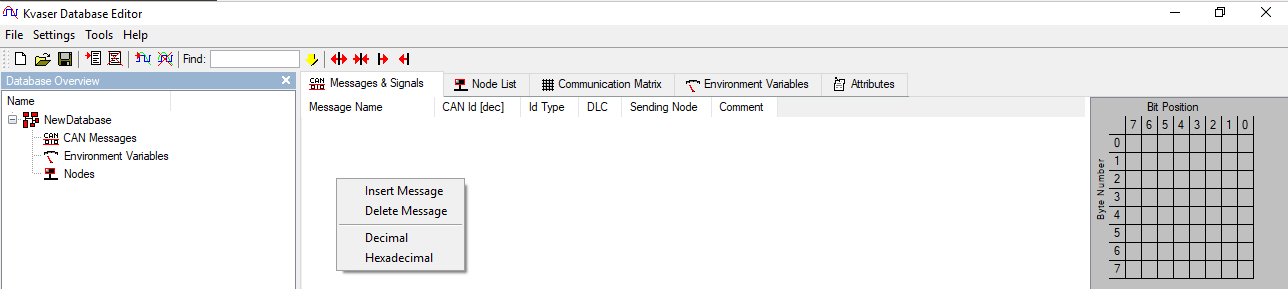 Kvaser Database Editor
File Settings Tools Help
Find:
Database Overview
Messages & Signals Node List Communication Matrix Environment Variables Attributes
Name
Message Name CAN Id [dec] Id Type DLC Sending Node Comment
NewDatabase
CAN Messages
Environment Variables
Nodes
Insert Message
Delete Message
Decimal
Hexadecimal
Bit Position
7 6 5 4 3 2 1 0
Byte Number
0
1
2
3
4
5
6
7